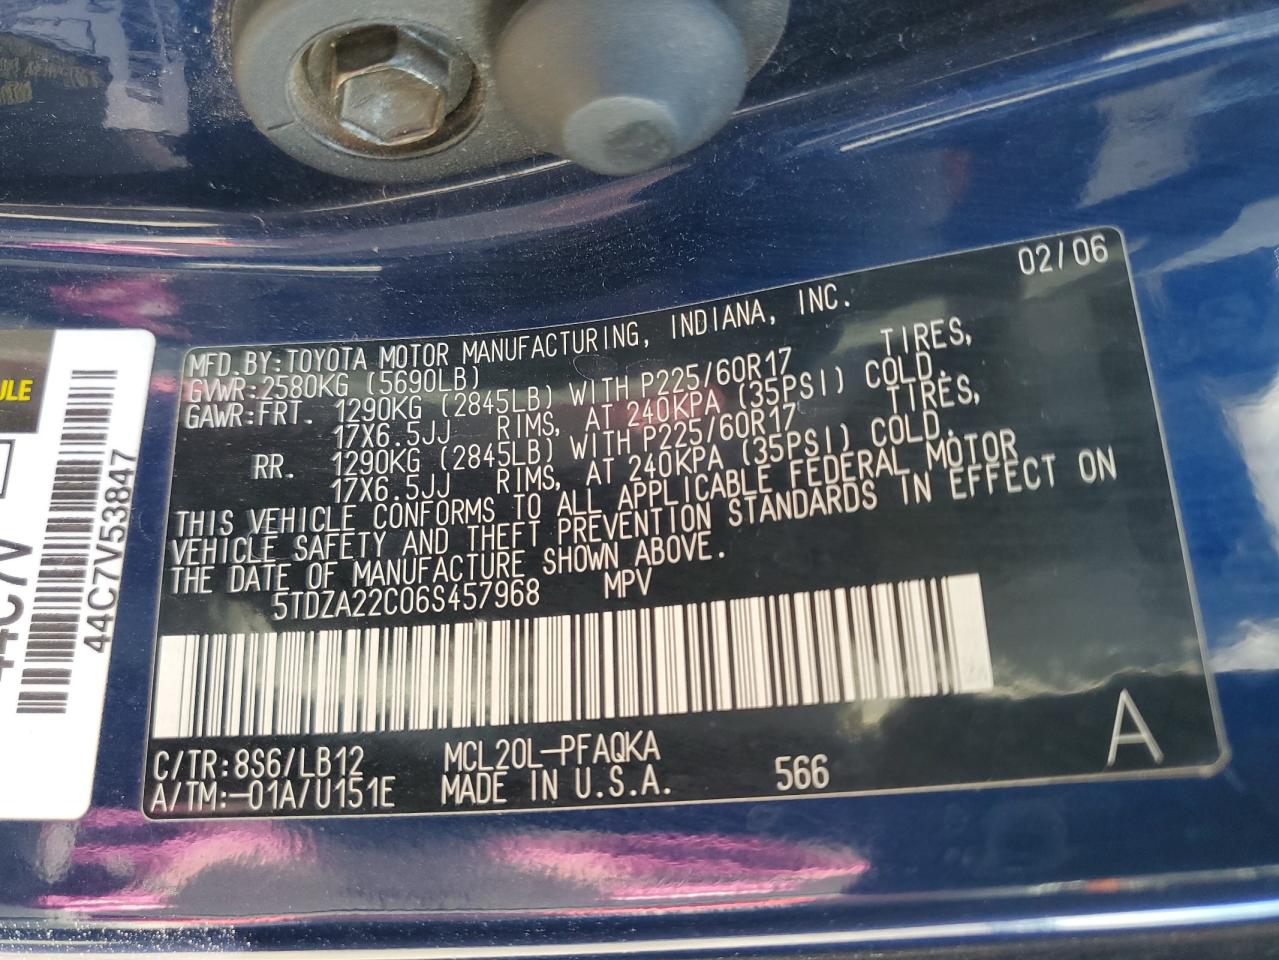 02/06
MFD.BY:TOYOTA MOTOR MANUFACTURING, INDIANA, INC.
GVWR:2580KG (5690LB)
GAWR:FRT. 1290KG (2845LB) WITH P225/60R17 TIRES,
17X6.5JJ RIMS, AT 240KPA (35PSI) COLD.
RR. 1290KG (2845LB) WITH P225/60R17 TIRES,
17X6.5JJ RIMS, AT 240KPA (35PSI) COLD.
THIS VEHICLE CONFORMS TO ALL APPLICABLE FEDERAL MOTOR
VEHICLE SAFETY AND THEFT PREVENTION STANDARDS IN EFFECT ON
THE DATE OF MANUFACTURE SHOWN ABOVE.
5TDZA22C06S457968 MPV
C/TR:8S6/LB12 MCL20L-PFAQKA
A/TM:-01A/U151E MADE IN U.S.A. 566
A
ULE
44C7V
44C7V53847